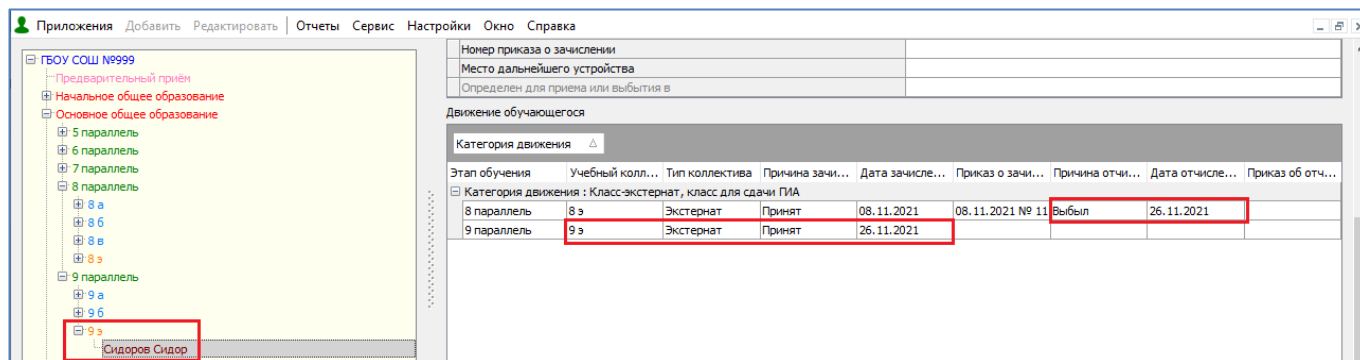 Приложения Добавить Редактировать Отчеты Сервис Настройки Окно Справка
ГБОУ СОШ №999
Предварительный приём
Начальное общее образование
Основное общее образование
5 параллель
6 параллель
7 параллель
8 параллель
8 а
8 б
8 в
8 э
9 параллель
9 а
9 б
9 э
Сидоров Сидор
Номер приказа о зачислении
Место дальнейшего устройства
Определен для приема или выбытия в
Движение обучающегося
Категория движения
Этап обучения Учебный колл... Тип коллектива Причина зачи... Дата зачисле... Приказ о зачи... Причина отчи... Дата отчисле... Приказ об отч...
Категория движения : Класс-экстернат, класс для сдачи ГИА
8 параллель 8 э Экстернат Принят 08.11.2021 08.11.2021 № 11 Выбыл 26.11.2021
9 параллель 9 э Экстернат Принят 26.11.2021